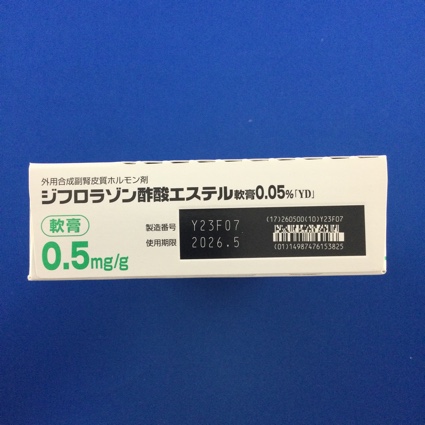 外用合成副腎皮質ホルモン剤
ジフロラゾン酢酸エステル軟膏0.05%「YD」
軟膏
0.5mg/g
製造番号 Y23F07
使用期限 2026.5
(17)260500(10)Y23F07
(01)14987476153825